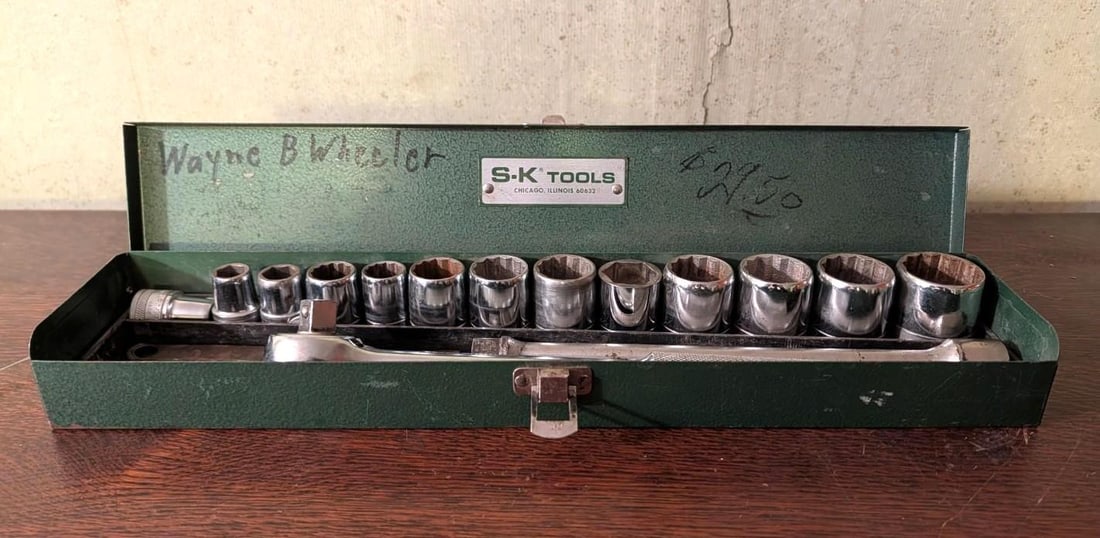 Wayne B Wheeler
S-K® TOOLS
CHICAGO, ILLINOIS 60632
$29.50